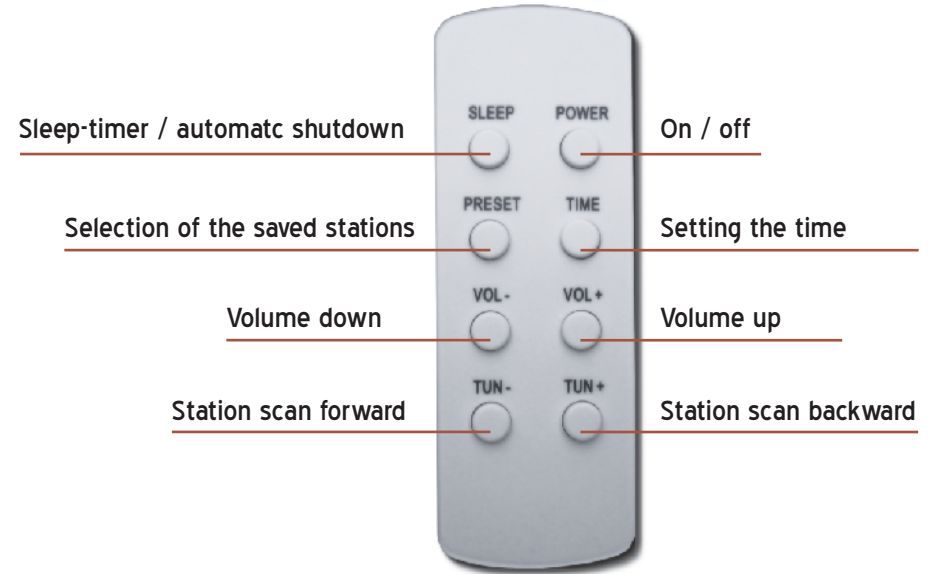 SLEEP POWER
Sleep-timer / automatc shutdown On / off
PRESET TIME
Selection of the saved stations Setting the time
VOL - VOL +
Volume down Volume up
TUN - TUN +
Station scan forward Station scan backward